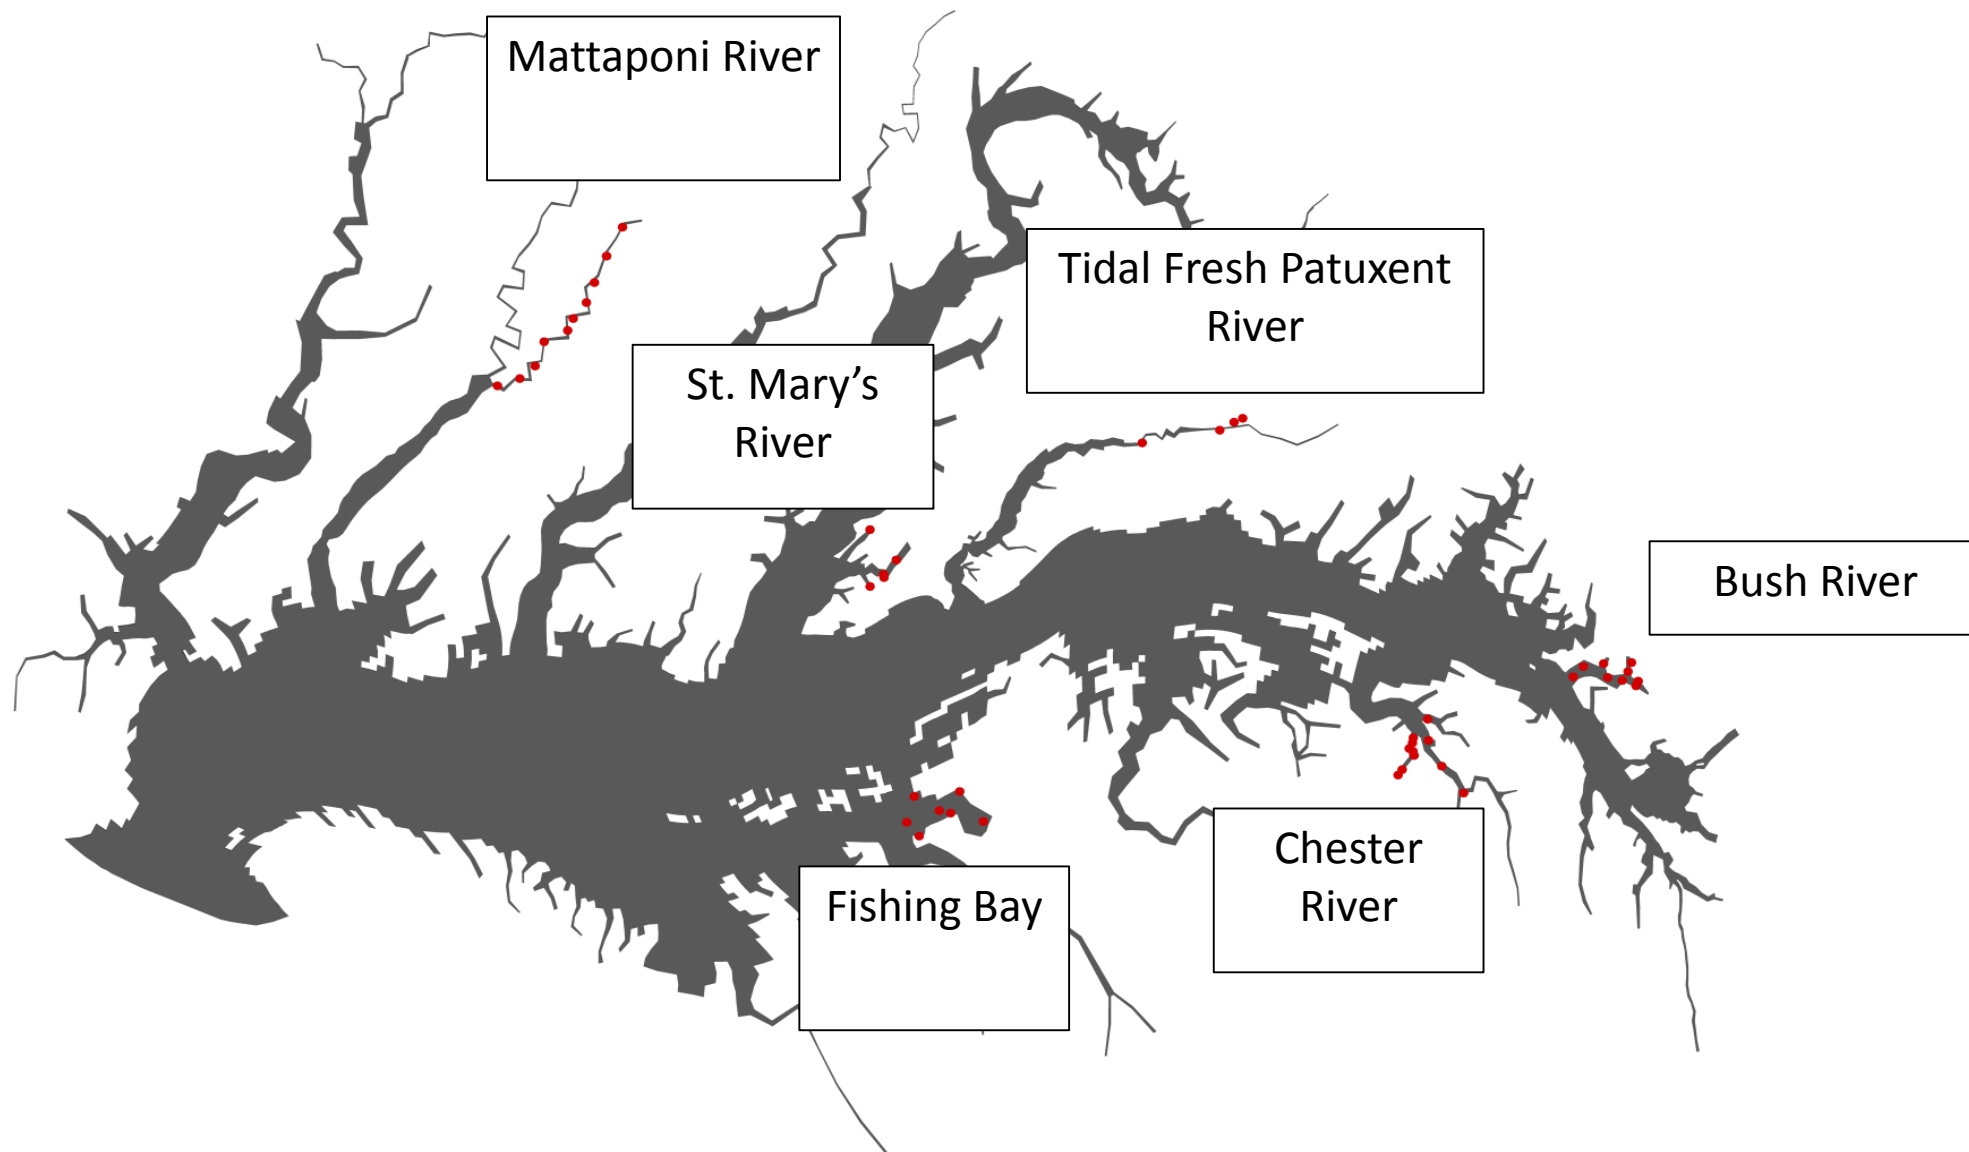 Mattaponi River
Tidal Fresh Patuxent
River
St. Mary’s
River
Bush River
Chester
River
Fishing Bay